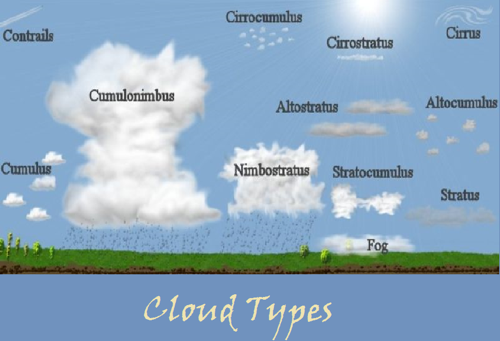 Cirrocumulus
Cirrus
Contrails
Cirrostratus
Cumulonimbus
Altostratus
Altocumulus
Cumulus
Nimbostratus
Stratocumulus
Stratus
Fog
Cloud Types